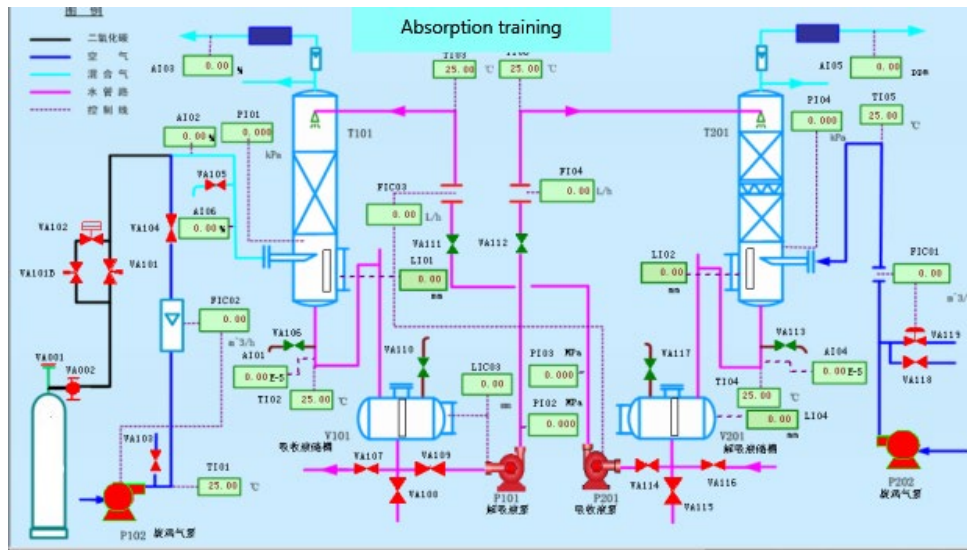 图 例
Absorption training
二氧化碳
空 气
混合气
水管路
控制线
AI03
0.00
%
AI02
0.00
%
PI01
0.000
kPa
T101
25.00
℃
25.00
℃
T201
AI05
0.00
ppm
PI04
0.000
kPa
TI05
25.00
℃
VA105
VA102
VA104
AI06
0.00
%
VA101
FIC03
0.00
L/h
FI04
0.00
L/h
VA111
VA112
LI01
0.00
mm
LI02
0.00
mm
FIC01
0.00
VA119
VA118
FIC02
0.00
m^3/h
VA001
VA002
VA106
AI01
0.00
E-5
TI02
25.00
℃
VA110
LIC03
0.00
mm
PI03
MPa
0.000
PI02
MPa
0.000
VA117
VA113
AI04
0.00
E-5
TI04
25.00
℃
LI04
0.00
mm
V101
吸收液储槽
V201
解吸液储槽
VA103
TI01
25.00
℃
VA107
VA109
VA108
P101
解吸液泵
P201
吸收液泵
VA114
VA116
VA115
P102
旋涡气泵
P202
旋涡气泵